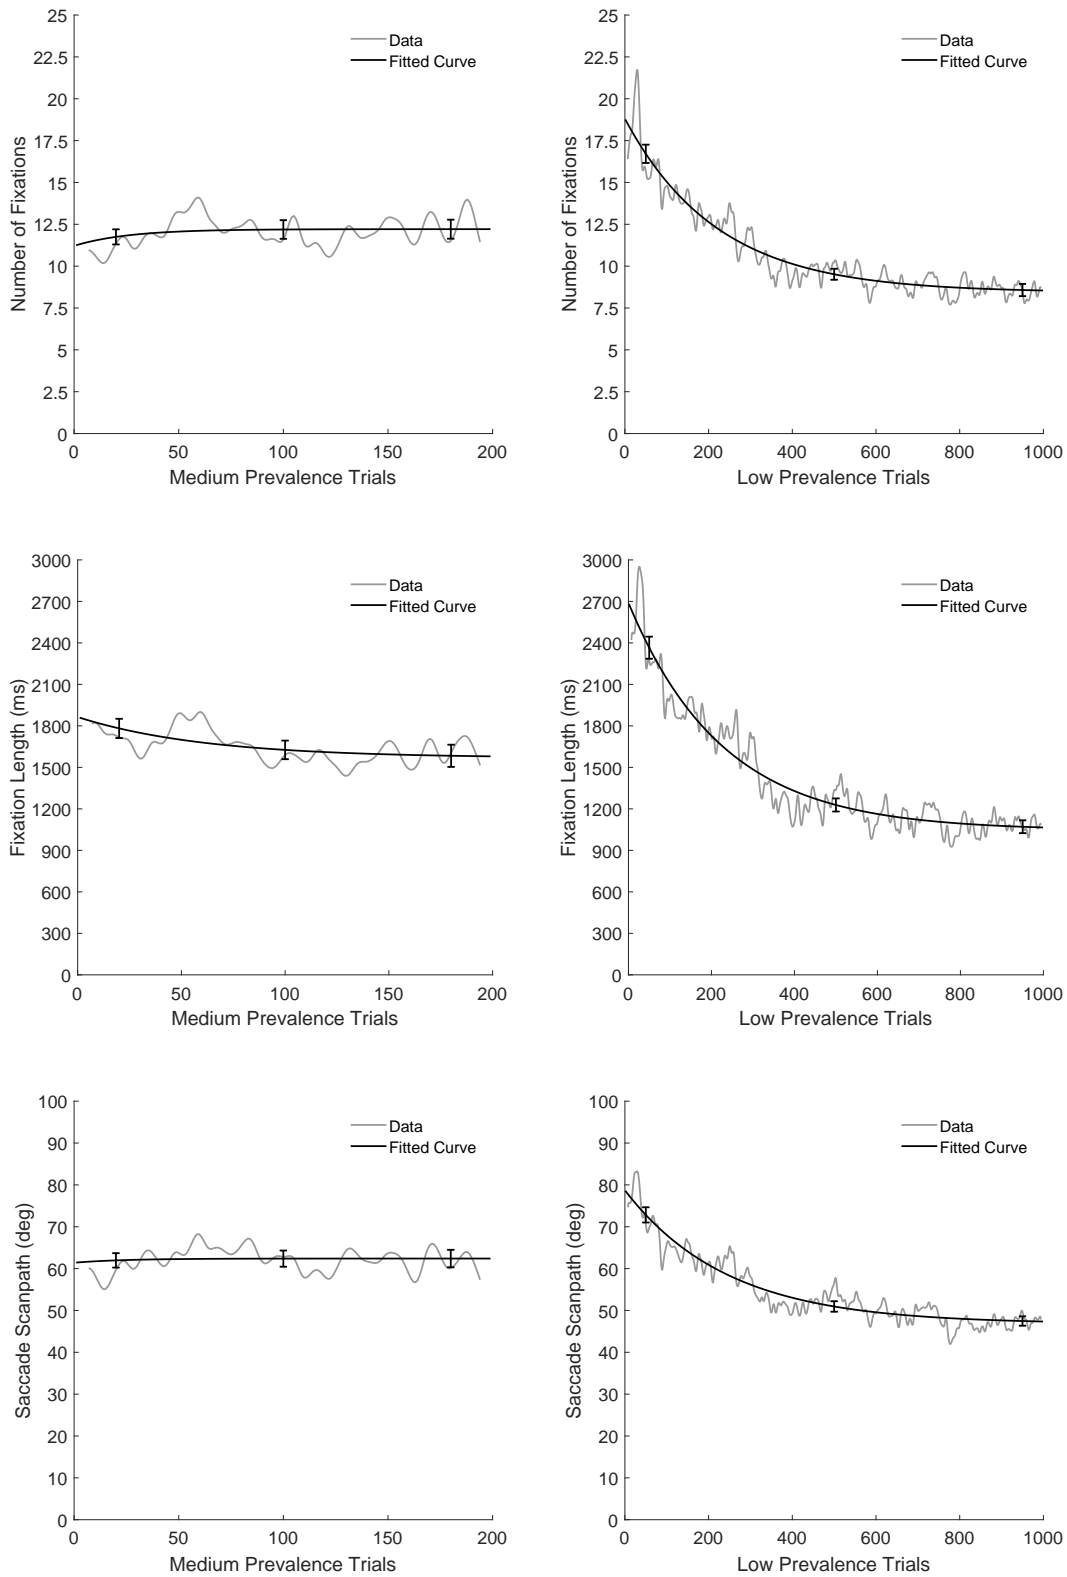 25
22.5
20
17.5
15
12.5
10
7.5
5
2.5
0
Number of Fixations
Data
Fitted Curve
0 50 100 150 200
Medium Prevalence Trials
25
22.5
20
17.5
15
12.5
10
7.5
5
2.5
0
Number of Fixations
Data
Fitted Curve
0 200 400 600 800 1000
Low Prevalence Trials
3000
2700
2400
2100
1800
1500
1200
900
600
300
0
Fixation Length (ms)
Data
Fitted Curve
0 50 100 150 200
Medium Prevalence Trials
3000
2700
2400
2100
1800
1500
1200
900
600
300
0
Fixation Length (ms)
Data
Fitted Curve
0 200 400 600 800 1000
Low Prevalence Trials
100
90
80
70
60
50
40
30
20
10
0
Saccade Scanpath (deg)
Data
Fitted Curve
0 50 100 150 200
Medium Prevalence Trials
100
90
80
70
60
50
40
30
20
10
0
Saccade Scanpath (deg)
Data
Fitted Curve
0 200 400 600 800 1000
Low Prevalence Trials